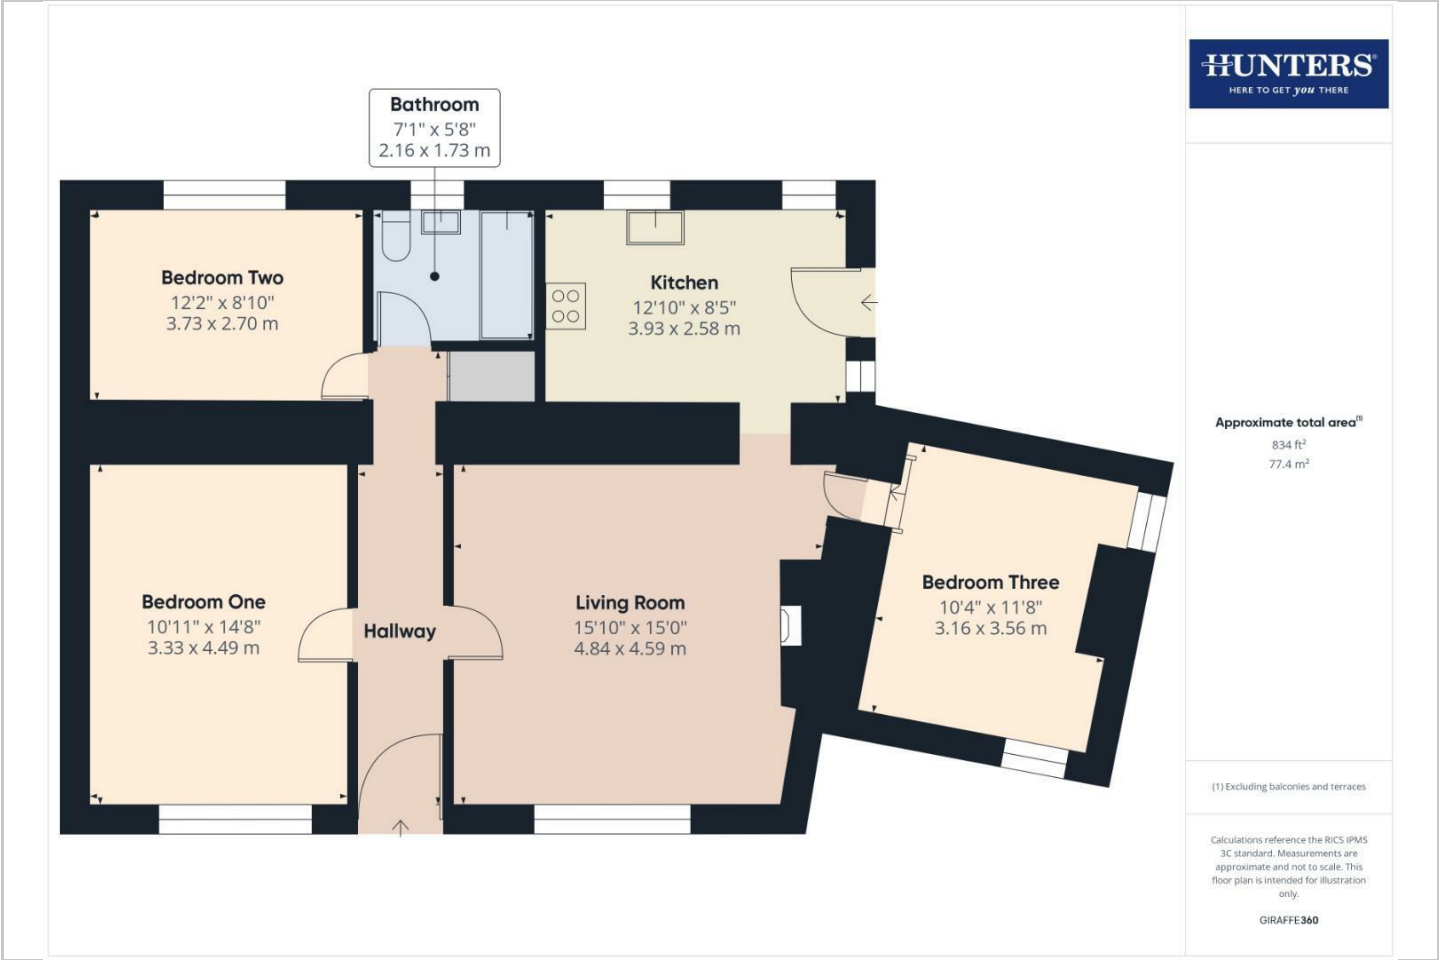 Bathroom
7'1" x 5'8"
2.16 x 1.73 m
Bedroom Two
12'2" x 8'10"
3.73 x 2.70 m
Kitchen
12'10" x 8'5"
3.93 x 2.58 m
Bedroom One
10'11" x 14'8"
3.33 x 4.49 m
Hallway
Living Room
15'10" x 15'0"
4.84 x 4.59 m
Bedroom Three
10'4" x 11'8"
3.16 x 3.56 m
HUNTERS®
HERE TO GET you THERE
Approximate total area(1)
834 ft²
77.4 m²
(1) Excluding balconies and terraces
Calculations reference the RICS IPMS
3C standard. Measurements are
approximate and not to scale. This
floor plan is intended for illustration
only.
GIRAFFE360